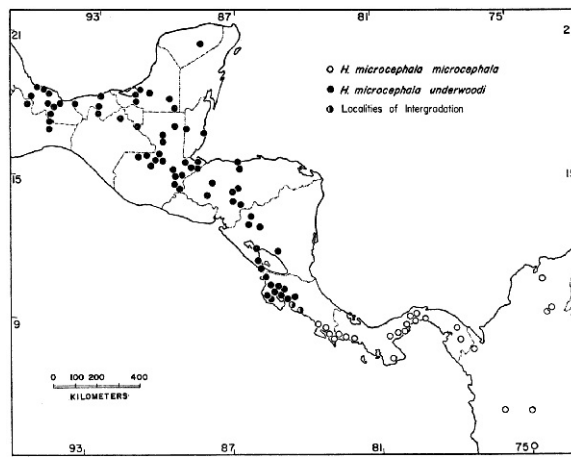 93 87 81 75
21 2
H. microcephala microcephala
H. microcephala underwoodi
Localities of Intergradation
15 15
9 9
0 100 200 400
KILOMETERS
93 87 81 75